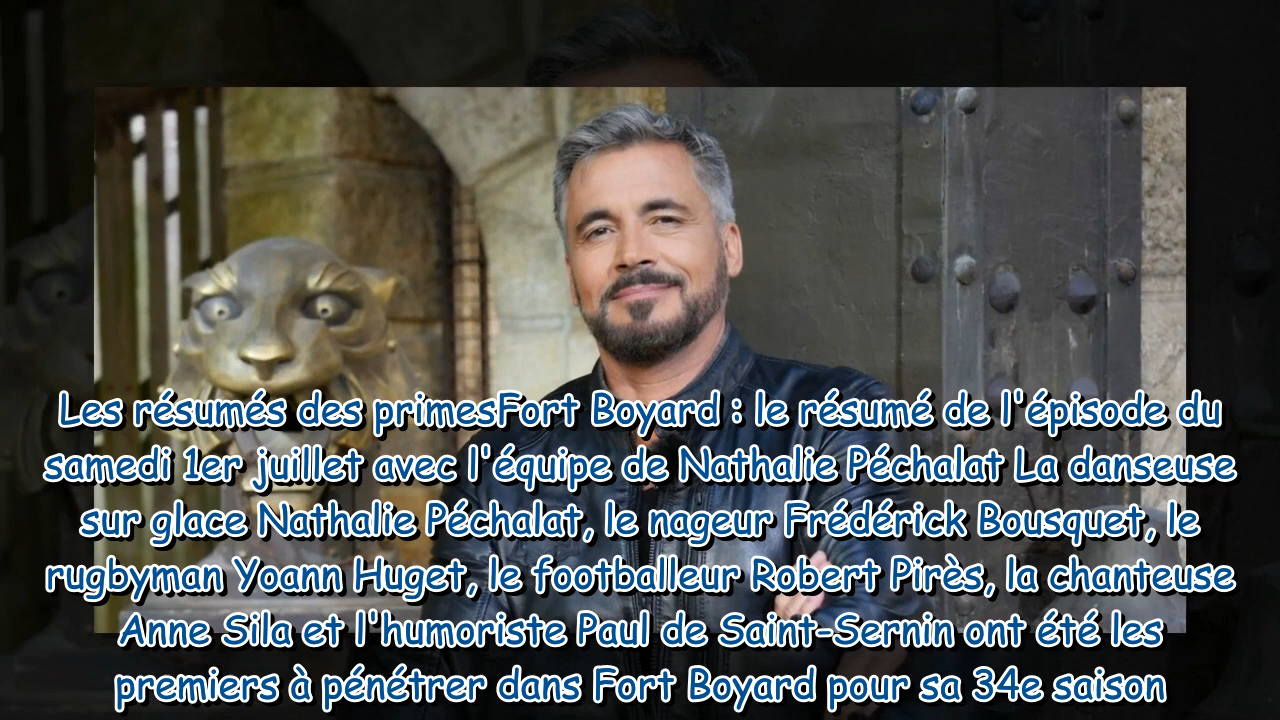 Les résumés des primesFort Boyard : le résumé de l'épisode du
samedi 1er juillet avec l'équipe de Nathalie Péchalat La danseuse
sur glace Nathalie Péchalat, le nageur Frédérick Bousquet, le
rugbyman Yoann Huget, le footballeur Robert Pirès, la chanteuse
Anne Sila et l'humoriste Paul de Saint-Sernin ont été les
premiers à pénétrer dans Fort Boyard pour sa 34e saison